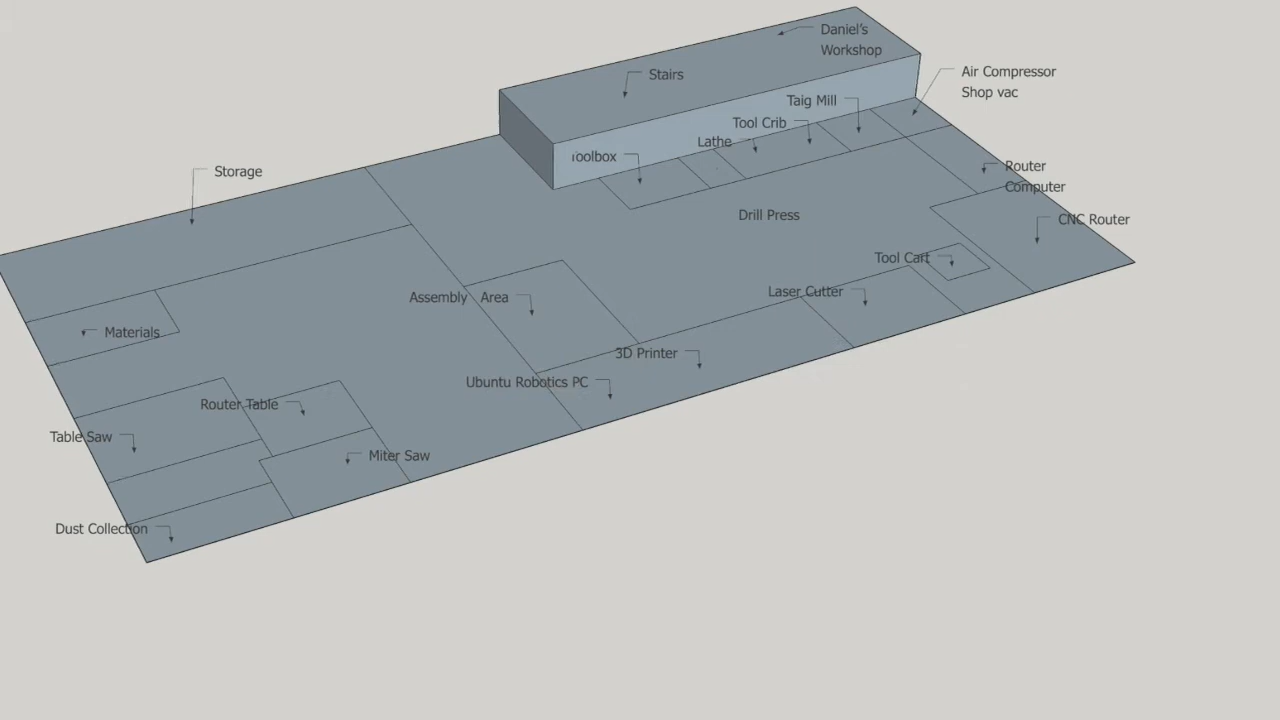 Daniel's
Workshop
Stairs
Air Compressor
Shop vac
Taig Mill
Tool Crib
Lathe
Toolbox
Router
Computer
Storage
Drill Press
CNC Router
Tool Cart
Laser Cutter
Assembly Area
Materials
3D Printer
Ubuntu Robotics PC
Router Table
Table Saw
Miter Saw
Dust Collection